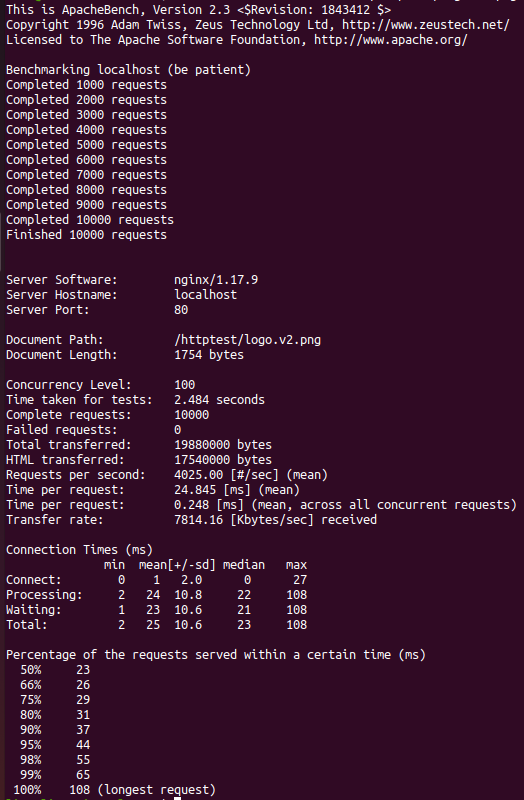 This is ApacheBench, Version 2.3 <$Revision: 1843412 $>
Copyright 1996 Adam Twiss, Zeus Technology Ltd, http://www.zeustech.net/
Licensed to The Apache Software Foundation, http://www.apache.org/

Benchmarking localhost (be patient)
Completed 1000 requests
Completed 2000 requests
Completed 3000 requests
Completed 4000 requests
Completed 5000 requests
Completed 6000 requests
Completed 7000 requests
Completed 8000 requests
Completed 9000 requests
Completed 10000 requests
Finished 10000 requests


Server Software:        nginx/1.17.9
Server Hostname:        localhost
Server Port:            80

Document Path:          /httptest/logo.v2.png
Document Length:        1754 bytes

Concurrency Level:      100
Time taken for tests:   2.484 seconds
Complete requests:      10000
Failed requests:        0
Total transferred:      19880000 bytes
HTML transferred:       17540000 bytes
Requests per second:    4025.00 [#/sec] (mean)
Time per request:       24.845 [ms] (mean)
Time per request:       0.248 [ms] (mean, across all concurrent requests)
Transfer rate:          7814.16 [Kbytes/sec] received

Connection Times (ms)
              min  mean[+/-sd] median   max
Connect:        0    1   2.0      0      27
Processing:     2   24  10.8     22     108
Waiting:        1   23  10.6     21     108
Total:          2   25  10.6     23     108

Percentage of the requests served within a certain time (ms)
  50%     23
  66%     26
  75%     29
  80%     31
  90%     37
  95%     44
  98%     55
  99%     65
 100%    108 (longest request)